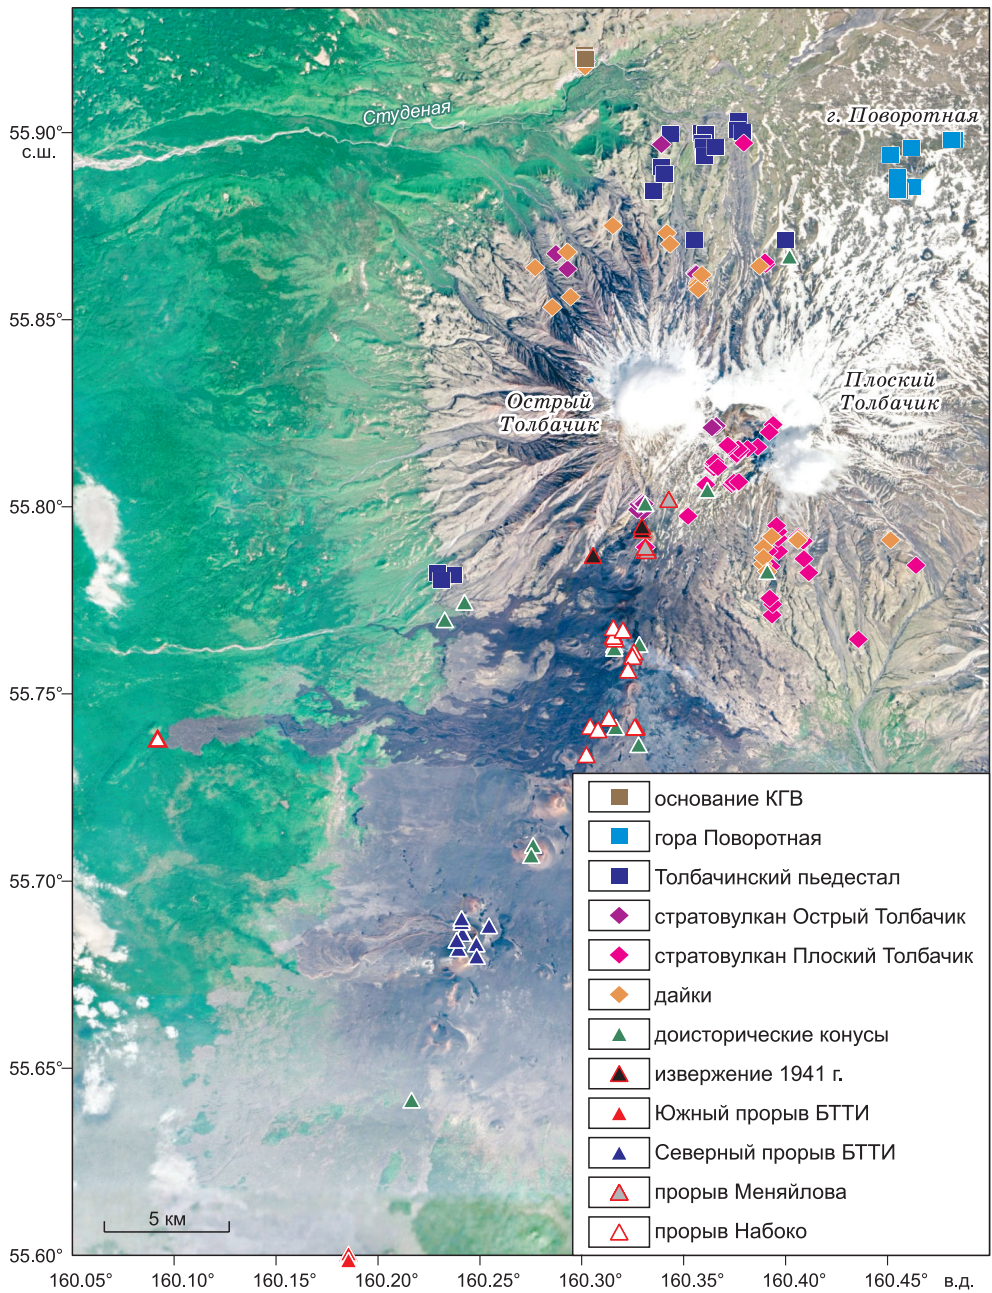 55.90°
с.ш.
Студеная
г. Поворотная
55.85°
Острый
Толбачик
Плоский
Толбачик
55.80°
55.75°
55.70°
55.65°
55.60°
основание КГВ
гора Поворотная
Толбачинский пьедестал
стратовулкан Острый Толбачик
стратовулкан Плоский Толбачик
дайки
доисторические конусы
извержение 1941 г.
Южный прорыв БТТИ
Северный прорыв БТТИ
прорыв Меняйлова
прорыв Набоко
5 км
160.05° 160.10° 160.15° 160.20° 160.25° 160.30° 160.35° 160.40° 160.45° в.д.